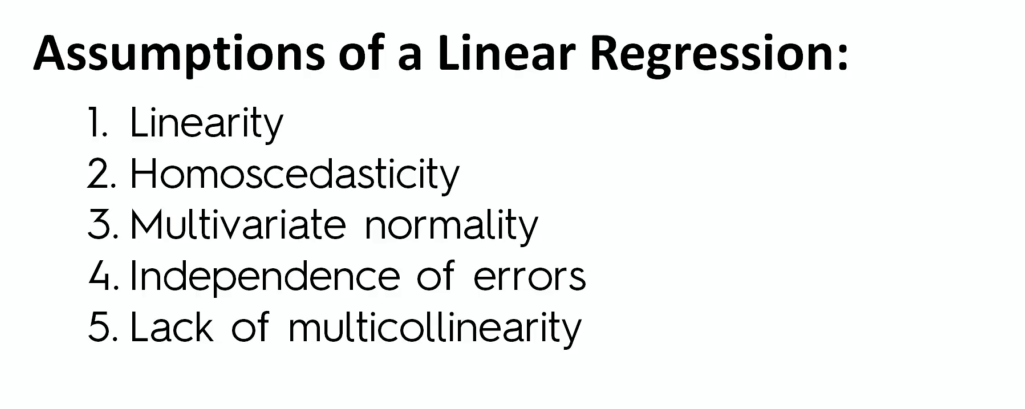 Assumptions of a Linear Regression:
1. Linearity
2. Homoscedasticity
3. Multivariate normality
4. Independence of errors
5. Lack of multicollinearity